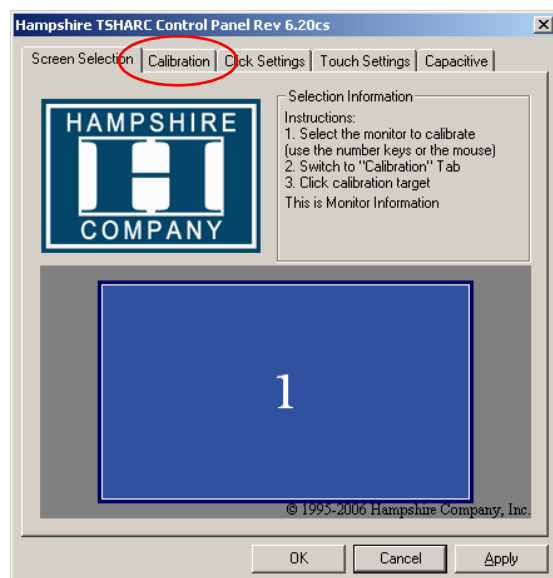 Hampshire TSHARC Control Panel Rev 6.20cs
Screen Selection Calibration Click Settings Touch Settings Capacitive
HAMPSHIRE
COMPANY
Selection Information
Instructions:
1. Select the monitor to calibrate
(use the number keys or the mouse)
2. Switch to "Calibration" Tab
3. Click calibration target
This is Monitor Information
1
© 1995-2006 Hampshire Company, Inc.
OK Cancel Apply